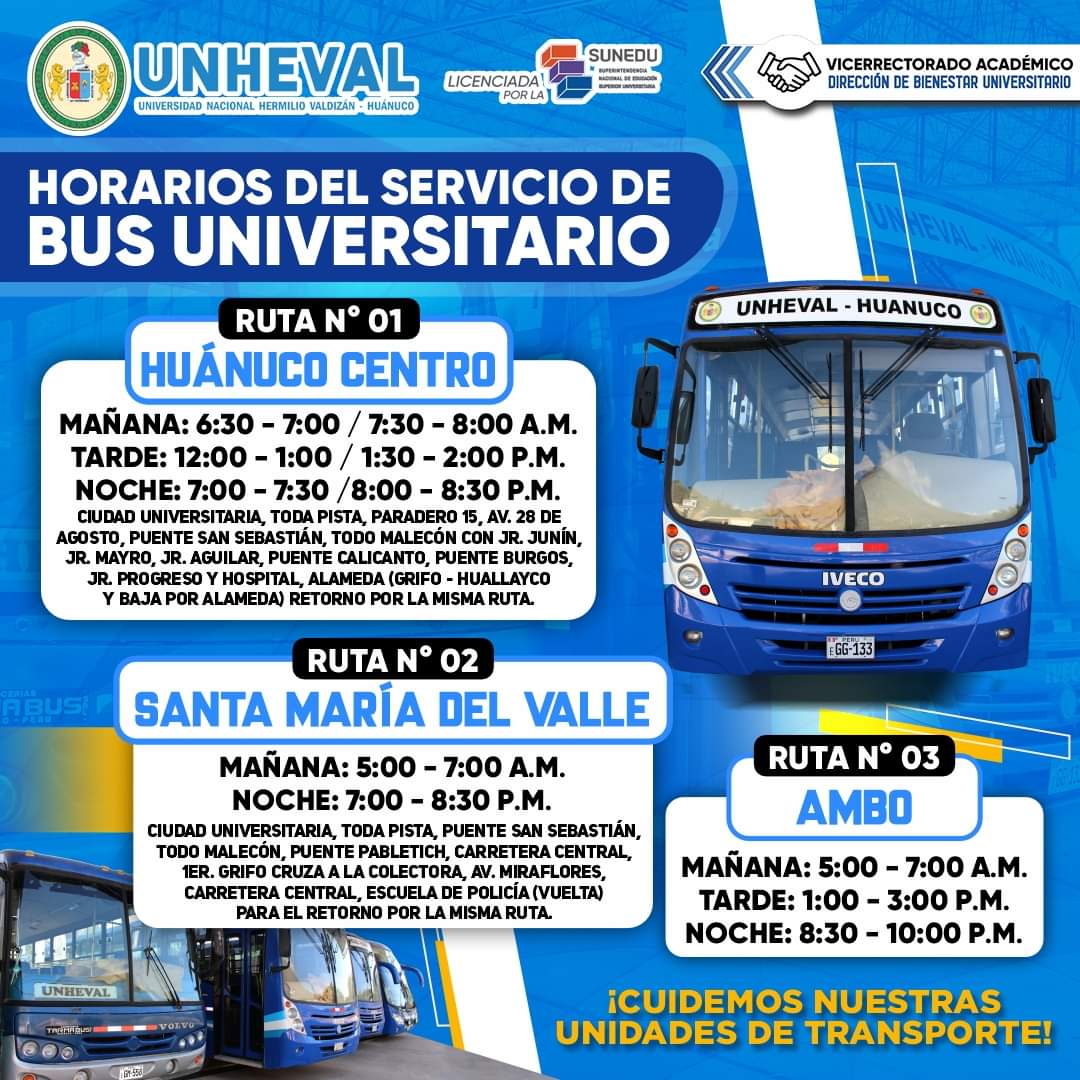 UNHEVAL
UNIVERSIDAD NACIONAL HERMILIO VALDIZÁN - HUÁNUCO
LICENCIADA
POR LA
SUNEDU
SUPERINTENDENCIA
NACIONAL DE EDUCACIÓN
SUPERIOR UNIVERSITARIA
VICERRECTORADO ACADÉMICO
DIRECCIÓN DE BIENESTAR UNIVERSITARIO
HORARIOS DEL SERVICIO DE
BUS UNIVERSITARIO
UNHEVAL - HUANUCO
UNHEVAL - HUANUCO
IVECO
PERU
EGG-133
RUTA N° 01
HUÁNUCO CENTRO
MAÑANA: 6:30 - 7:00 / 7:30 - 8:00 A.M.
TARDE: 12:00 - 1:00 / 1:30 - 2:00 P.M.
NOCHE: 7:00 - 7:30 /8:00 - 8:30 P.M.
CIUDAD UNIVERSITARIA, TODA PISTA, PARADERO 15, AV. 28 DE
AGOSTO, PUENTE SAN SEBASTIÁN, TODO MALECÓN CON JR. JUNÍN,
JR. MAYRO, JR. AGUILAR, PUENTE CALICANTO, PUENTE BURGOS,
JR. PROGRESO Y HOSPITAL, ALAMEDA (GRIFO - HUALLAYCO
Y BAJA POR ALAMEDA) RETORNO POR LA MISMA RUTA.
RUTA N° 02
SANTA MARÍA DEL VALLE
MAÑANA: 5:00 - 7:00 A.M.
NOCHE: 7:00 - 8:30 P.M.
CIUDAD UNIVERSITARIA, TODA PISTA, PUENTE SAN SEBASTIÁN,
TODO MALECÓN, PUENTE PABLETICH, CARRETERA CENTRAL,
1ER. GRIFO CRUZA A LA COLECTORA, AV. MIRAFLORES,
CARRETERA CENTRAL, ESCUELA DE POLICÍA (VUELTA)
PARA EL RETORNO POR LA MISMA RUTA.
RUTA N° 03
AMBO
MAÑANA: 5:00 - 7:00 A.M.
TARDE: 1:00 - 3:00 P.M.
NOCHE: 8:30 - 10:00 P.M.
UNHEVAL
VOLVO
¡CUIDEMOS NUESTRAS
UNIDADES DE TRANSPORTE!